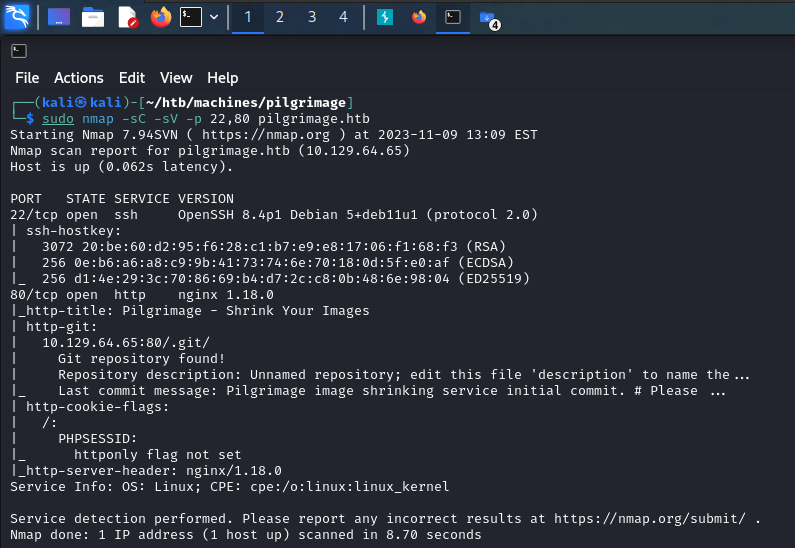 1 2 3 4 4
File Actions Edit View Help
┌──(kali㉿kali)-[~/htb/machines/pilgrimage]
└─$ sudo nmap -sC -sV -p 22,80 pilgrimage.htb
Starting Nmap 7.94SVN ( https://nmap.org ) at 2023-11-09 13:09 EST
Nmap scan report for pilgrimage.htb (10.129.64.65)
Host is up (0.062s latency).
PORT   STATE SERVICE VERSION
22/tcp open  ssh     OpenSSH 8.4p1 Debian 5+deb11u1 (protocol 2.0)
| ssh-hostkey:
|   3072 20:be:60:d2:95:f6:28:c1:b7:e9:e8:17:06:f1:68:f3 (RSA)
|   256 0e:b6:a6:a8:c9:9b:41:73:74:6e:70:18:0d:5f:e0:af (ECDSA)
|_  256 d1:4e:29:3c:70:86:69:b4:d7:2c:c8:0b:48:6e:98:04 (ED25519)
80/tcp open  http    nginx 1.18.0
|_http-title: Pilgrimage - Shrink Your Images
| http-git:
|   10.129.64.65:80/.git/
|     Git repository found!
|     Repository description: Unnamed repository; edit this file 'description' to name the...
|_    Last commit message: Pilgrimage image shrinking service initial commit. # Please ...
| http-cookie-flags:
|   /:
|     PHPSESSID:
|_      httponly flag not set
|_http-server-header: nginx/1.18.0
Service Info: OS: Linux; CPE: cpe:/o:linux:linux_kernel
Service detection performed. Please report any incorrect results at https://nmap.org/submit/ .
Nmap done: 1 IP address (1 host up) scanned in 8.70 seconds